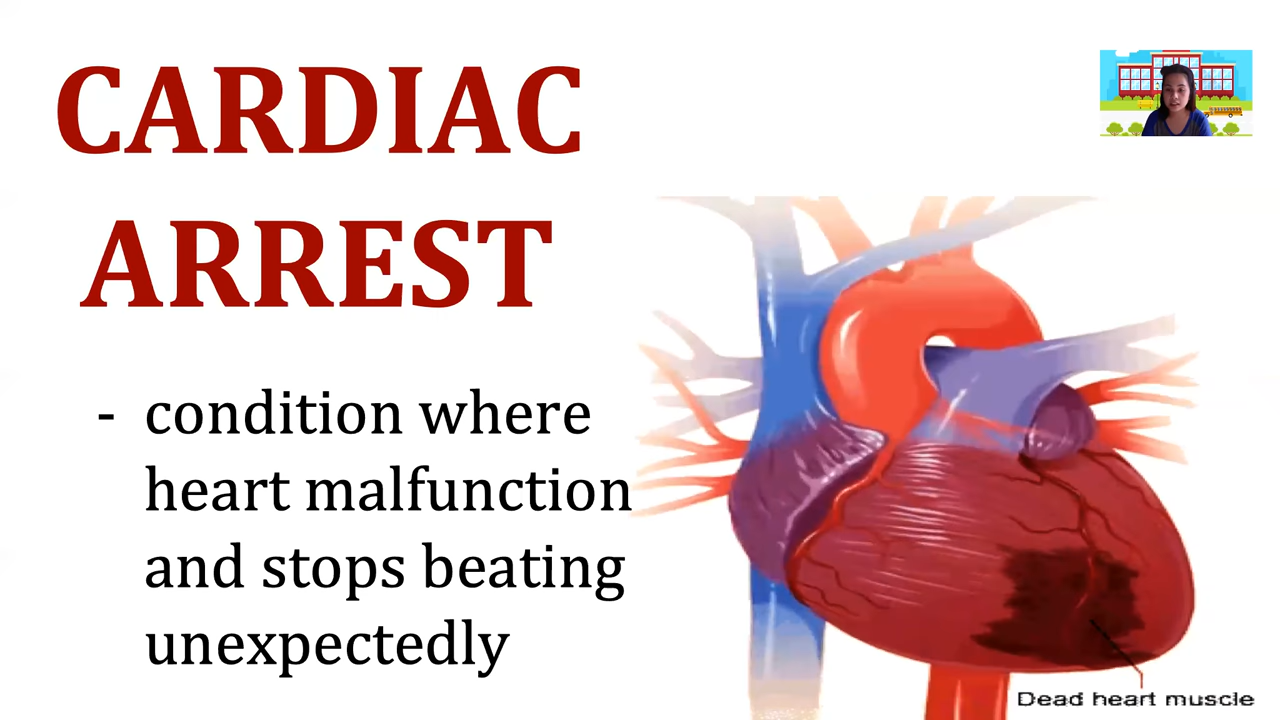 CARDIAC
ARREST
- condition where
heart malfunction
and stops beating
unexpectedly
Dead heart muscle